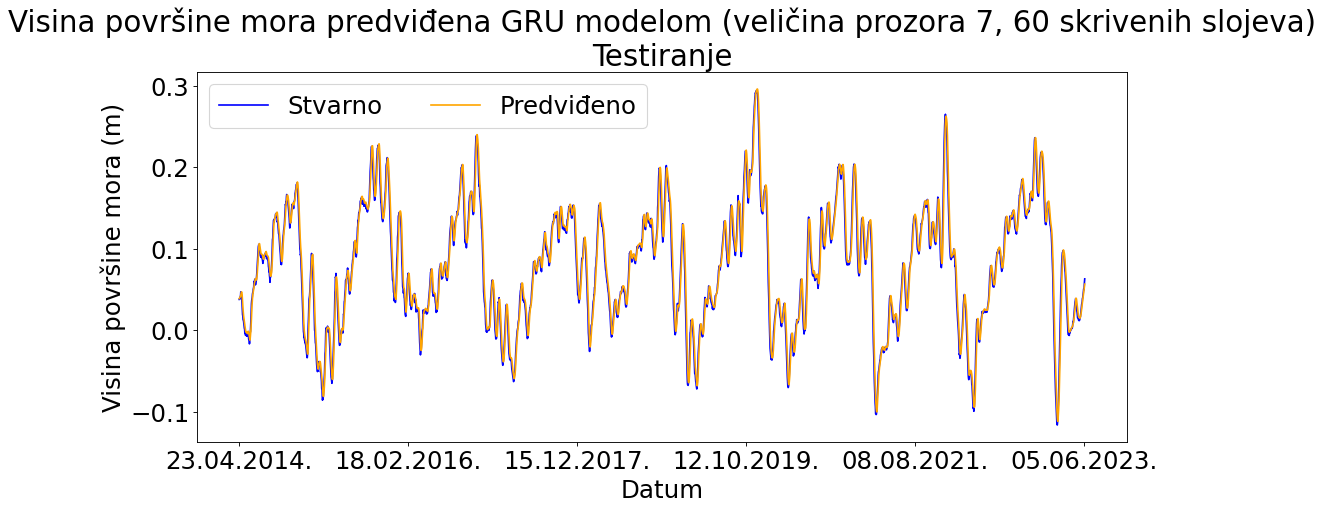 Visina površine mora predviđena GRU modelom (veličina prozora 7, 60 skrivenih slojeva)
Testiranje
Stvarno Predviđeno
Visina površine mora (m)
0.3
0.2
0.1
0.0
−0.1
23.04.2014. 18.02.2016. 15.12.2017. 12.10.2019. 08.08.2021. 05.06.2023.
Datum